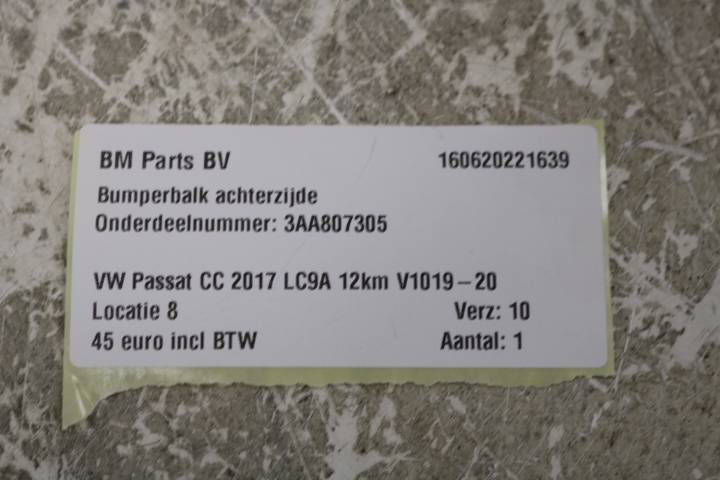 BM Parts BV 160620221639
Bumperbalk achterzijde
Onderdeelnummer: 3AA807305
VW Passat CC 2017 LC9A 12km V1019-20
Locatie 8 Verz: 10
45 euro incl BTW Aantal: 1